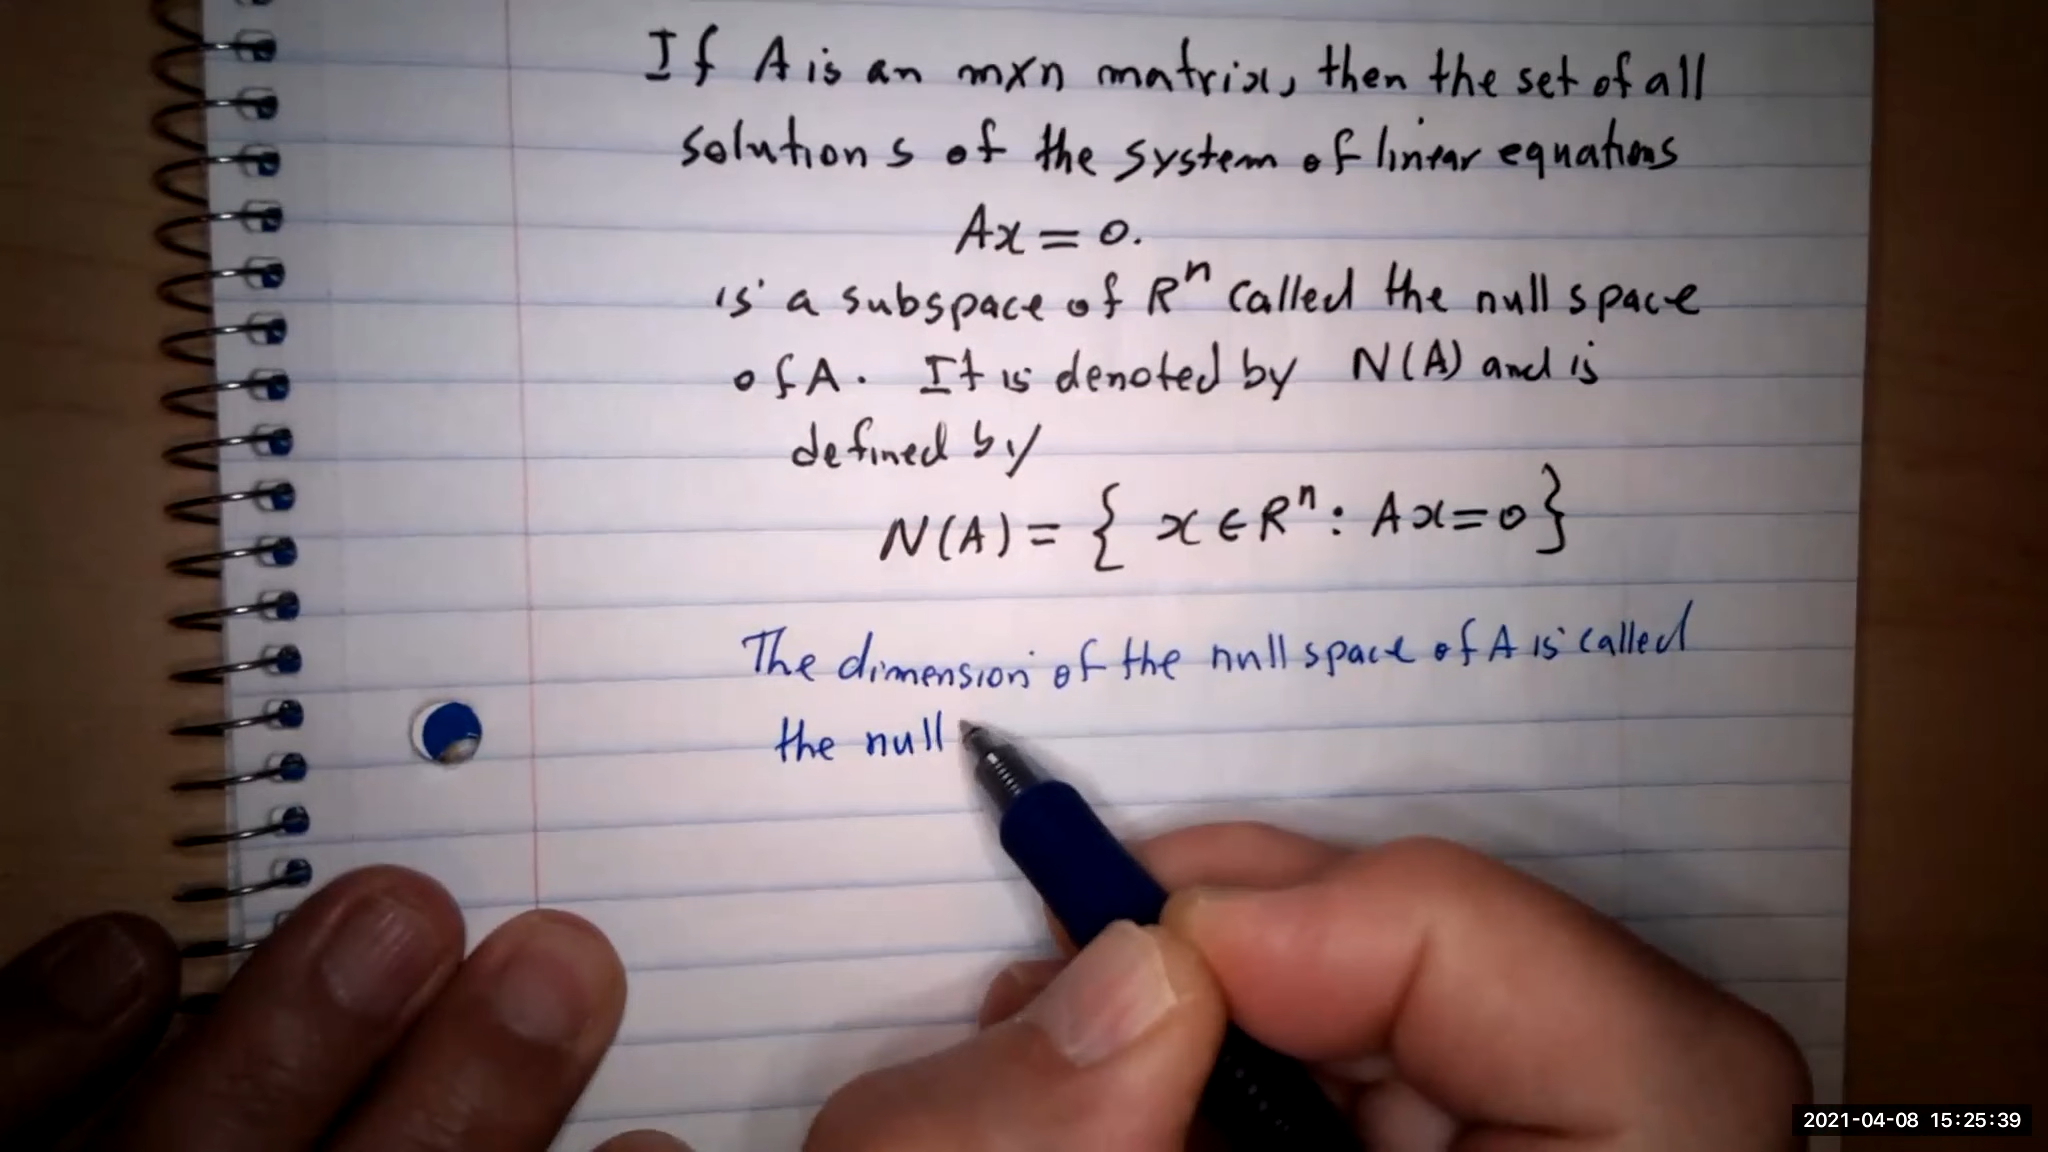 If A is an mxn matrix, then the set of all
solutions of the system of linear equations
Ax = 0.
is a subspace of Rⁿ called the null space
of A. It is denoted by N(A) and is
defined by
N(A) = { x ∈ Rⁿ : Ax = 0 }
The dimension of the null space of A is called
the null
2021-04-08 15:25:39